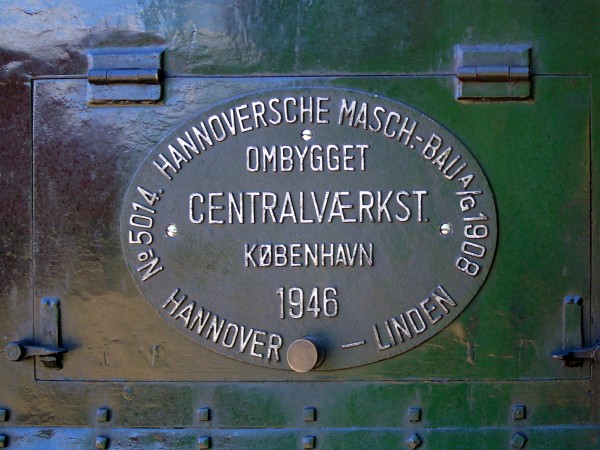 No 5014. HANNOVERSCHE MASCH.-BAU A/G 1908
OMBYGGET
CENTRALVÆRKST.
KØBENHAVN
1946
HANNOVER — LINDEN